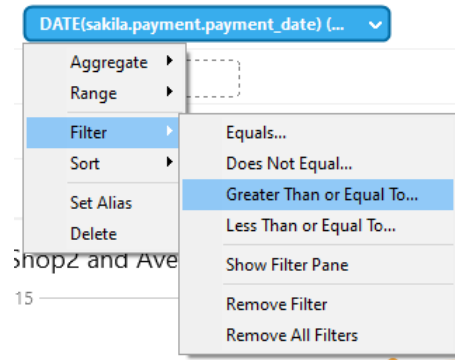 DATE(sakila.payment.payment_date) (...
Aggregate
Range
Filter
Sort
Set Alias
Delete
Equals...
Does Not Equal...
Greater Than or Equal To...
Less Than or Equal To...
Show Filter Pane
Remove Filter
Remove All Filters
Shop2 and Ave
15